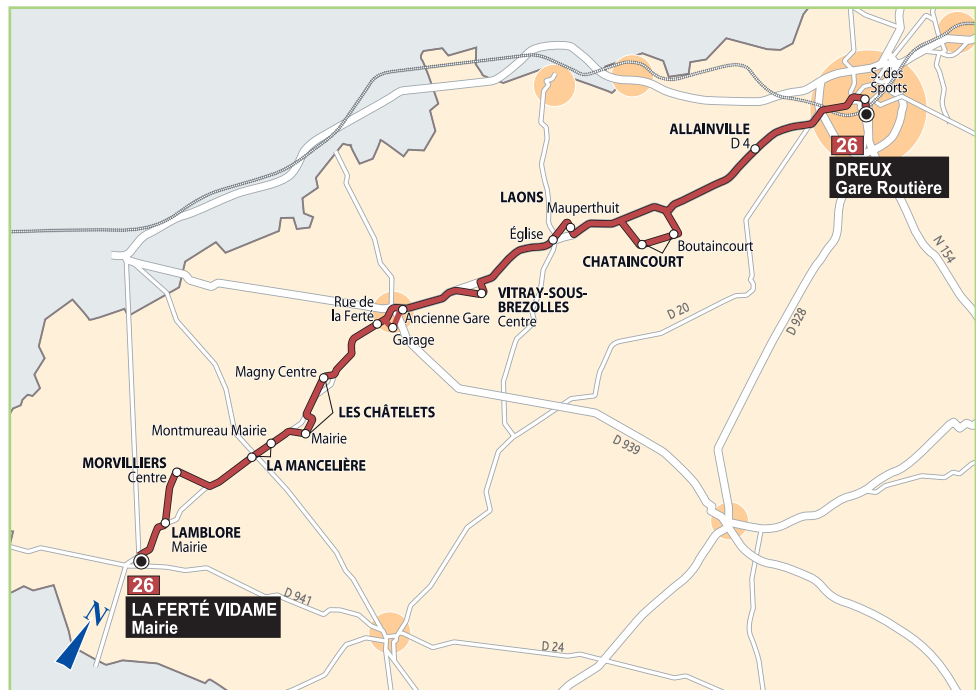 S. des
Sports
ALLAINVILLE
D 4
26
DREUX
Gare Routière
LAONS
Mauperthuit
Église
Boutaincourt
CHATAINCOURT
N 154
VITRAY-SOUS-
BREZOLLES
Centre
Rue de
la Ferté
Ancienne Gare
Garage
D 20
D 928
Magny Centre
LES CHÂTELETS
Montmureau Mairie
Mairie
D 939
MORVILLIERS
Centre
LA MANCELIÈRE
LAMBLORE
Mairie
26
LA FERTÉ VIDAME
Mairie
D 941
D 24
N